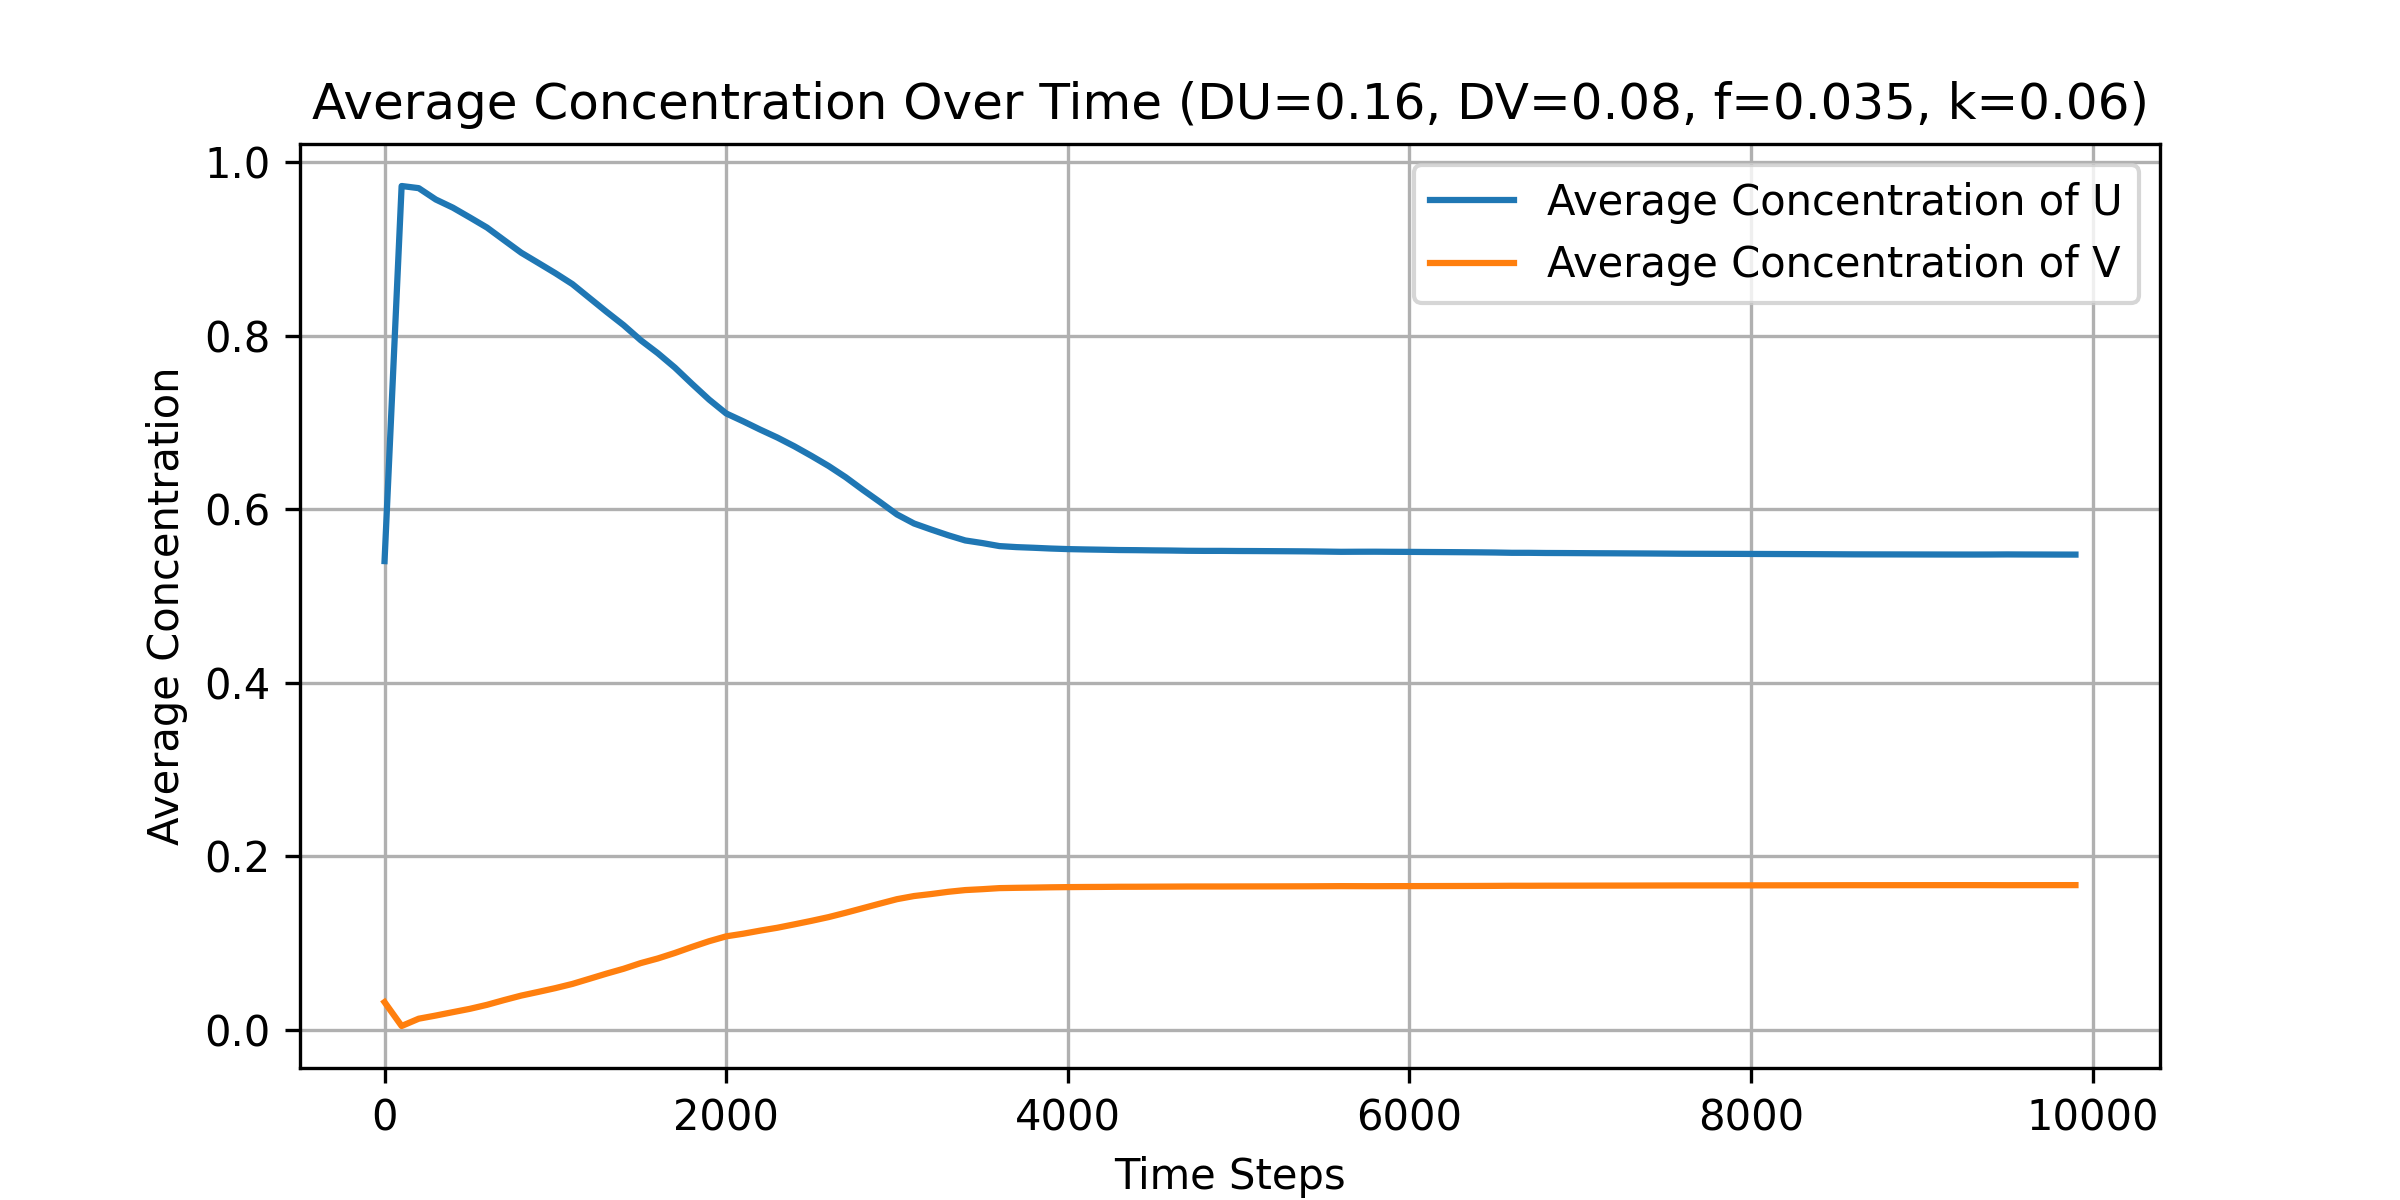 Average Concentration Over Time (DU=0.16, DV=0.08, f=0.035, k=0.06)
Average Concentration of U
Average Concentration of V
Average Concentration
1.0
0.8
0.6
0.4
0.2
0.0
0 2000 4000 6000 8000 10000
Time Steps